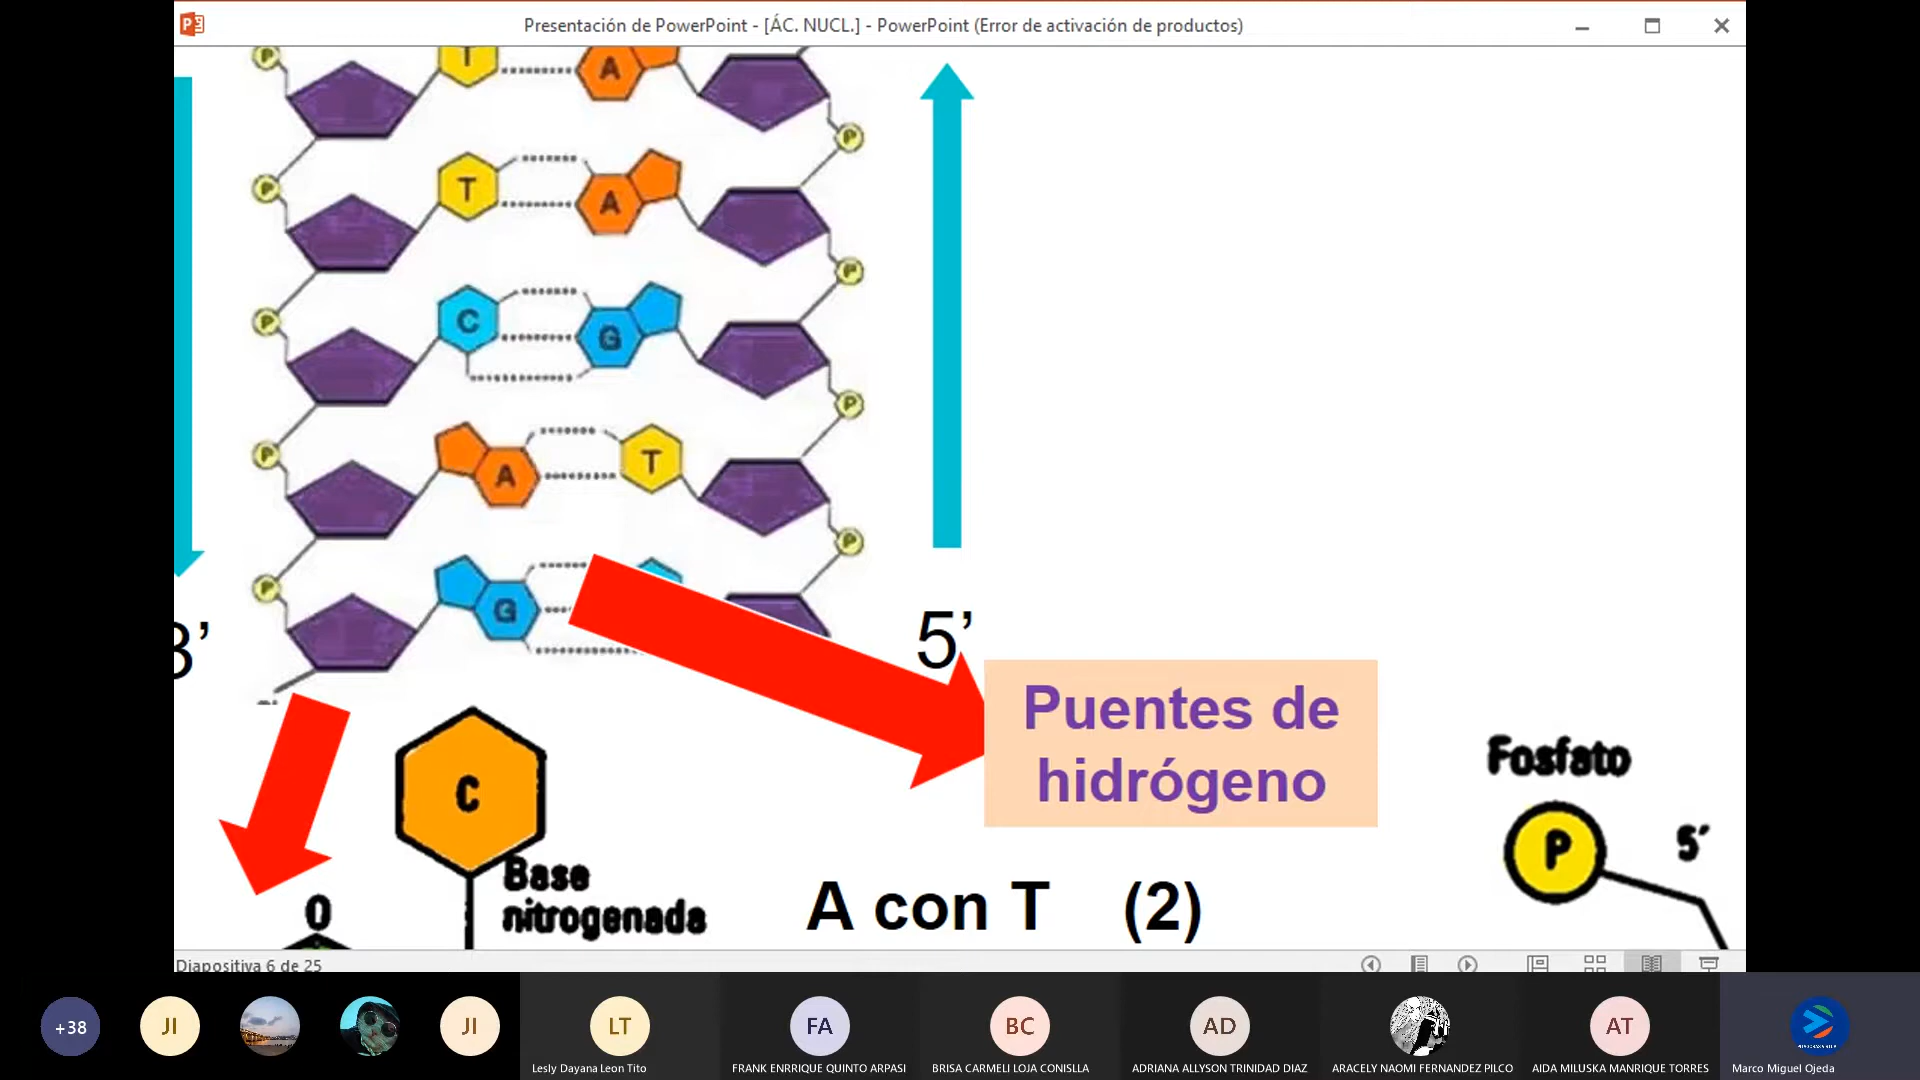 Presentación de PowerPoint - [ÁC. NUCL.] - PowerPoint (Error de activación de productos)
P T A
P
P T A
P
P C G
P
P A T
P
P G
3’ 5’
Puentes de
hidrógeno
Fosfato
C
P 5′
Base
nitrogenada
O
A con T (2)
Diapositiva 6 de 25
+38 JI JI LT FA BC AD AT
Lesly Dayana Leon Tito FRANK ENRRIQUE QUINTO ARPASI BRISA CARMELI LOJA CONISLLA ADRIANA ALLYSON TRINIDAD DIAZ ARACELY NAOMI FERNANDEZ PILCO AIDA MILUSKA MANRIQUE TORRES Marco Miguel Ojeda